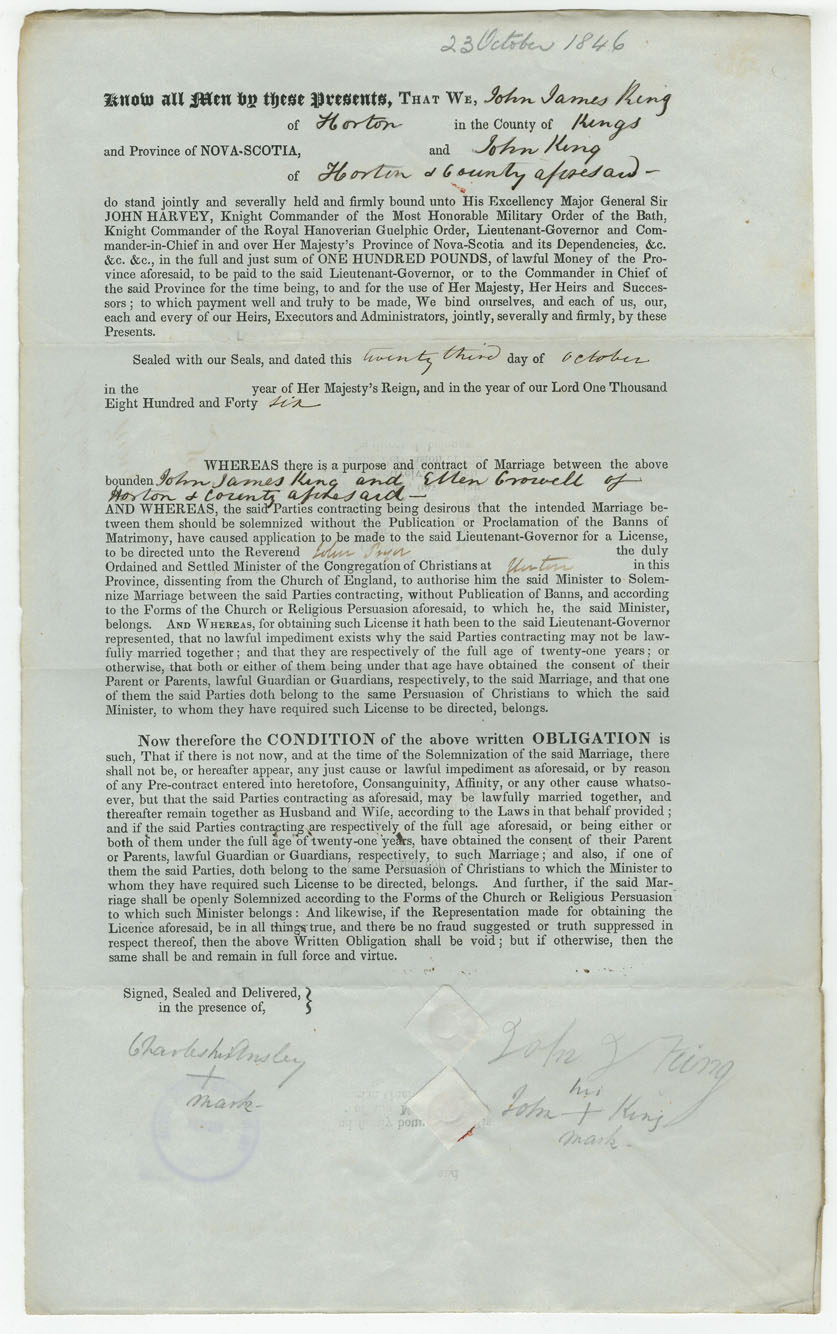 23 October 1846
Know all Men by these Presents, THAT WE, John James King
of Horton in the County of Kings
and Province of NOVA-SCOTIA, and John King
of Horton & County aforesaid —
do stand jointly and severally held and firmly bound unto His Excellency Major General Sir
JOHN HARVEY, Knight Commander of the Most Honorable Military Order of the Bath,
Knight Commander of the Royal Hanoverian Guelphic Order, Lieutenant-Governor and Com-
mander-in-Chief in and over Her Majesty's Province of Nova-Scotia and its Dependencies, &c.
&c. &c., in the full and just sum of ONE HUNDRED POUNDS, of lawful Money of the Pro-
vince aforesaid, to be paid to the said Lieutenant-Governor, or to the Commander in Chief of
the said Province for the time being, to and for the use of Her Majesty, Her Heirs and Succes-
sors; to which payment well and truly to be made, We bind ourselves, and each of us, our,
each and every of our Heirs, Executors and Administrators, jointly, severally and firmly, by these
Presents.
Sealed with our Seals, and dated this twenty third day of October
in the year of Her Majesty's Reign, and in the year of our Lord One Thousand
Eight Hundred and Forty six
WHEREAS there is a purpose and contract of Marriage between the above
bounden John James King and Ellen Crowell of
Horton & County aforesaid —
AND WHEREAS, the said Parties contracting being desirous that the intended Marriage be-
tween them should be solemnized without the Publication or Proclamation of the Banns of
Matrimony, have caused application to be made to the said Lieutenant-Governor for a License,
to be directed unto the Reverend John Pryor the duly
Ordained and Settled Minister of the Congregation of Christians at Horton in this
Province, dissenting from the Church of England, to authorise him the said Minister to Solem-
nize Marriage between the said Parties contracting, without Publication of Banns, and according
to the Forms of the Church or Religious Persuasion aforesaid, to which he, the said Minister,
belongs. AND WHEREAS, for obtaining such License it hath been to the said Lieutenant-Governor
represented, that no lawful impediment exists why the said Parties contracting may not be law-
fully married together; and that they are respectively of the full age of twenty-one years; or
otherwise, that both or either of them being under that age have obtained the consent of their
Parent or Parents, lawful Guardian or Guardians, respectively, to the said Marriage, and that one
of them the said Parties doth belong to the same Persuasion of Christians to which the said
Minister, to whom they have required such License to be directed, belongs.
Now therefore the CONDITION of the above written OBLIGATION is
such, That if there is not now, and at the time of the Solemnization of the said Marriage, there
shall not be, or hereafter appear, any just cause or lawful impediment as aforesaid, or by reason
of any Pre-contract entered into heretofore, Consanguinity, Affinity, or any other cause whatso-
ever, but that the said Parties contracting as aforesaid, may be lawfully married together, and
thereafter remain together as Husband and Wife, according to the Laws in that behalf provided;
and if the said Parties contracting are respectively of the full age aforesaid, or being either or
both of them under the full age of twenty-one years, have obtained the consent of their Parent
or Parents, lawful Guardian or Guardians, respectively, to such Marriage; and also, if one of
them the said Parties, doth belong to the same Persuasion of Christians to which the Minister to
whom they have required such License to be directed, belongs. And further, if the said Mar-
riage shall be openly Solemnized according to the Forms of the Church or Religious Persuasion
to which such Minister belongs: And likewise, if the Representation made for obtaining the
Licence aforesaid, be in all things true, and there be no fraud suggested or truth suppressed in
respect thereof, then the above Written Obligation shall be void; but if otherwise, then the
same shall be and remain in full force and virtue.
Signed, Sealed and Delivered,
in the presence of,
Charles his Ansley
mark
John J King
his
John + King
mark